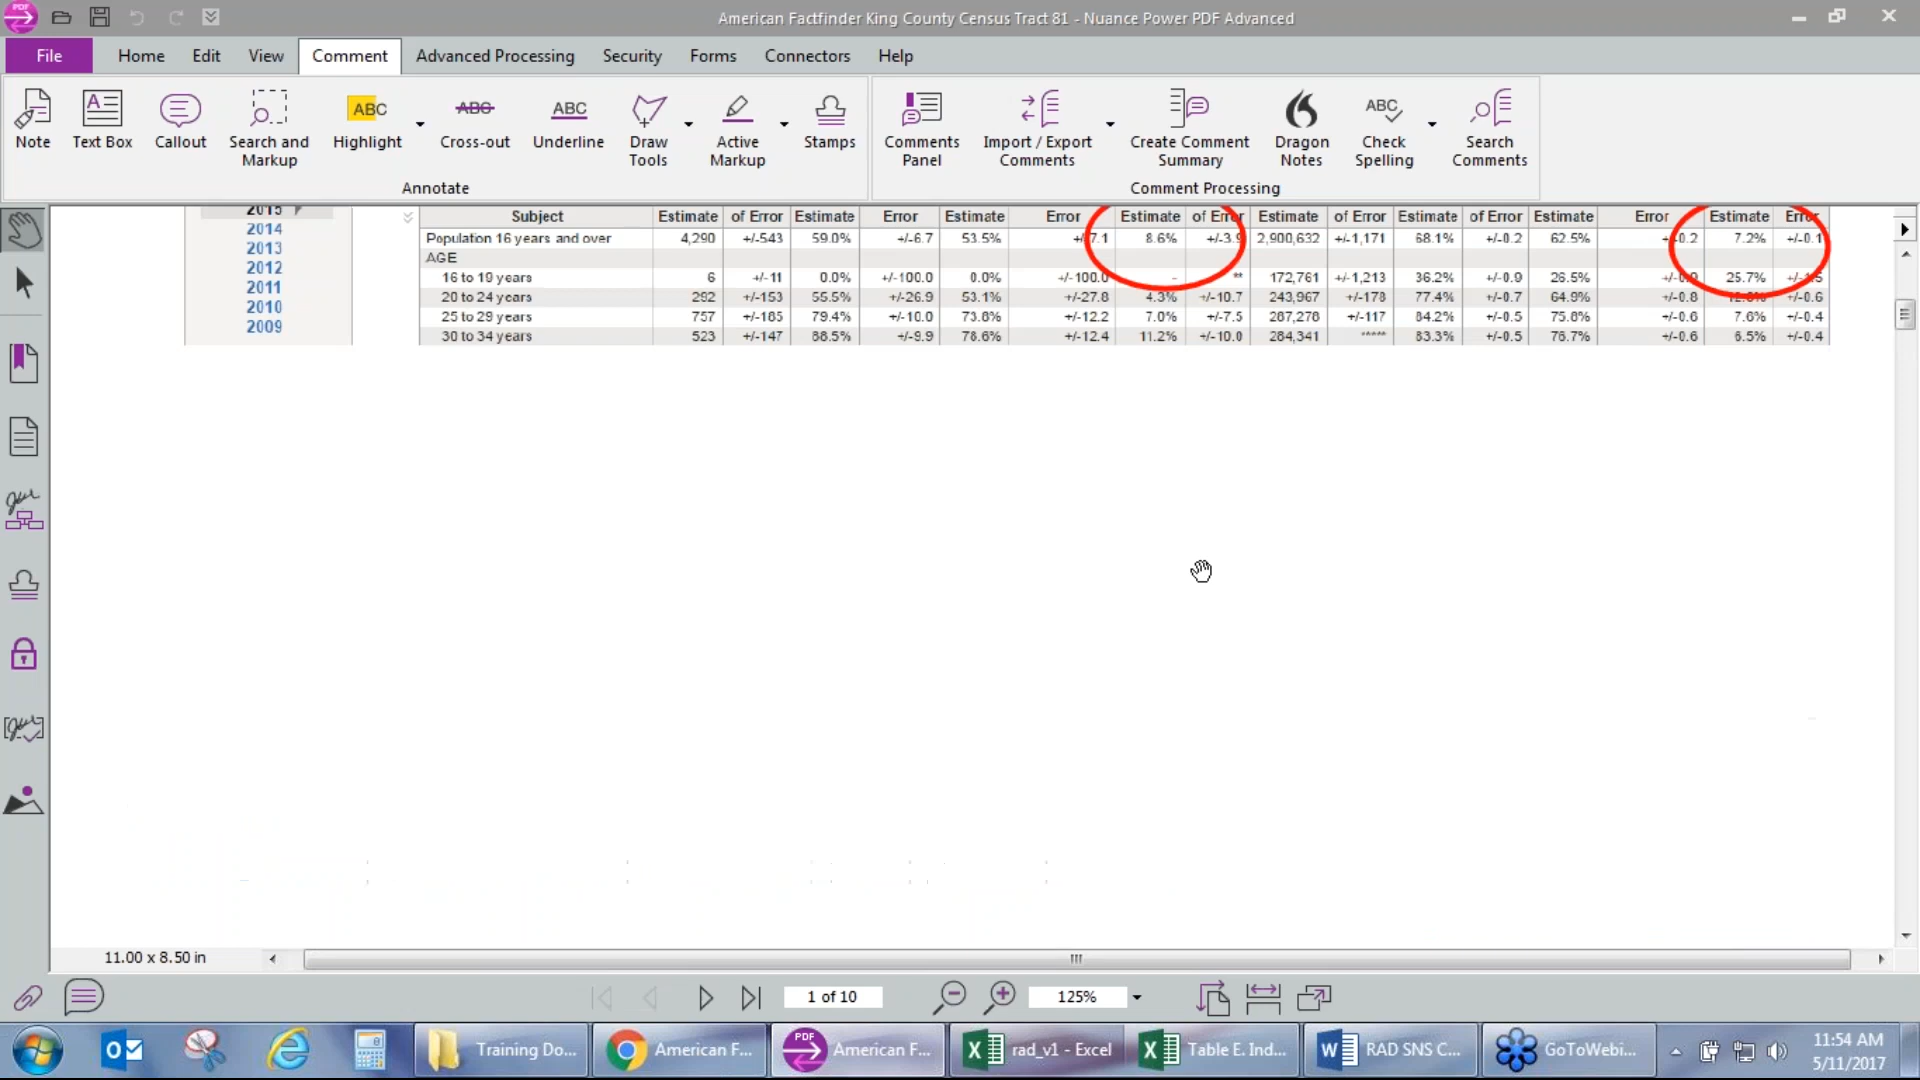 American Factfinder King County Census Tract 81 - Nuance Power PDF Advanced
File Home Edit View Comment Advanced Processing Security Forms Connectors Help
Note Text Box Callout Search and Markup Highlight Cross-out Underline Draw Tools Active Markup Stamps Comments Panel Import / Export Comments Create Comment Summary Dragon Notes Check Spelling Search Comments
Annotate Comment Processing
2015
2014
2013
2012
2011
2010
2009
Subject Estimate of Error Estimate Error Estimate Error Estimate of Error Estimate of Error Estimate of Error Estimate Error Estimate Error
Population 16 years and over 4,290 +/-543 59.0% +/-6.7 53.5% +/-7.1 8.6% +/-3.9 2,900,632 +/-1,171 68.1% +/-0.2 62.5% +/-0.2 7.2% +/-0.1
AGE
16 to 19 years 6 +/-11 0.0% +/-100.0 0.0% +/-100.0 - ** 172,761 +/-1,213 36.2% +/-0.9 26.5% 25.7%
20 to 24 years 292 +/-153 55.5% +/-26.9 53.1% +/-27.8 4.3% +/-10.7 243,967 +/-178 77.4% +/-0.7 64.9% +/-0.8 +/-0.6
25 to 29 years 757 +/-185 79.4% +/-10.0 73.8% +/-12.2 7.0% +/-7.5 287,278 +/-117 84.2% +/-0.5 75.8% +/-0.6 7.6% +/-0.4
30 to 34 years 523 +/-147 88.5% +/-9.9 78.6% +/-12.4 11.2% +/-10.0 284,341 ***** 83.3% +/-0.5 76.7% +/-0.6 6.5% +/-0.4
11.00 x 8.50 in
1 of 10 125%
Training Do... American F... American F... rad_v1 - Excel Table E. Ind... RAD SNS C... GoToWebi... 11:54 AM
5/11/2017